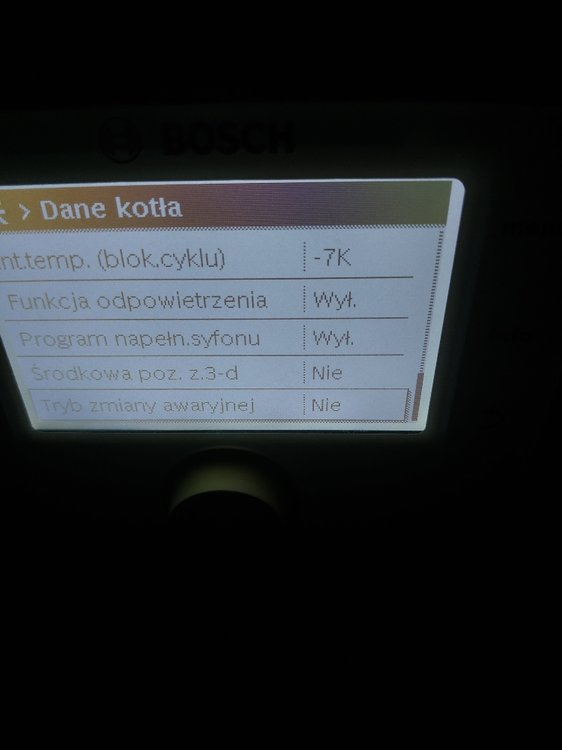 BOSCH
> Dane kotła
nt.temp. (blok.cyklu) -7K
Funkcja odpowietrzenia Wył.
Program napełn.syfonu Wył.
Środkowa poz. z.3-d Nie
Tryb zmiany awaryjnej Nie